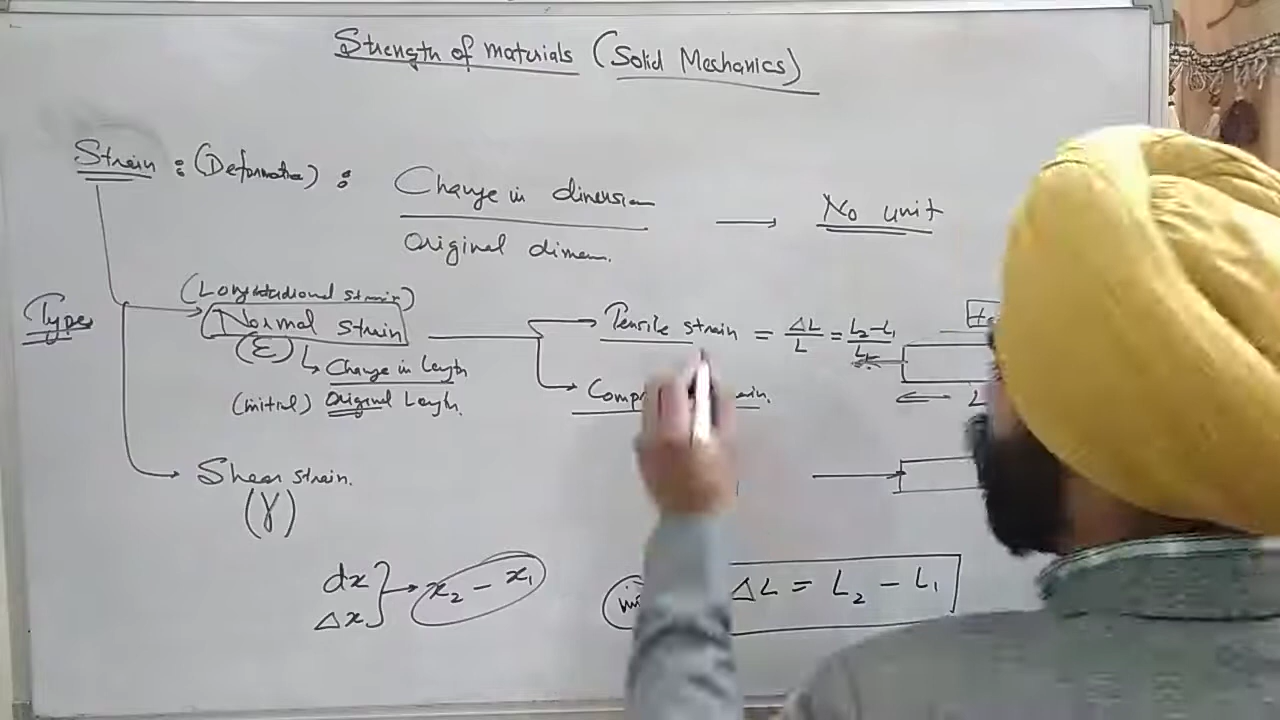 Strength of materials (Solid Mechanics)
Strain : (Deformation) : Change in dimension
Original dimen. → No unit
Types
(Longitudional strain)
Normal strain
(ε) ↳ Change in Length
(initial) Original Length.
Tensile strain = ΔL/L = L2-L1/L1
Shear strain.
(γ)
dx
Δx } → x2 - x1
ΔL = L2 - L1